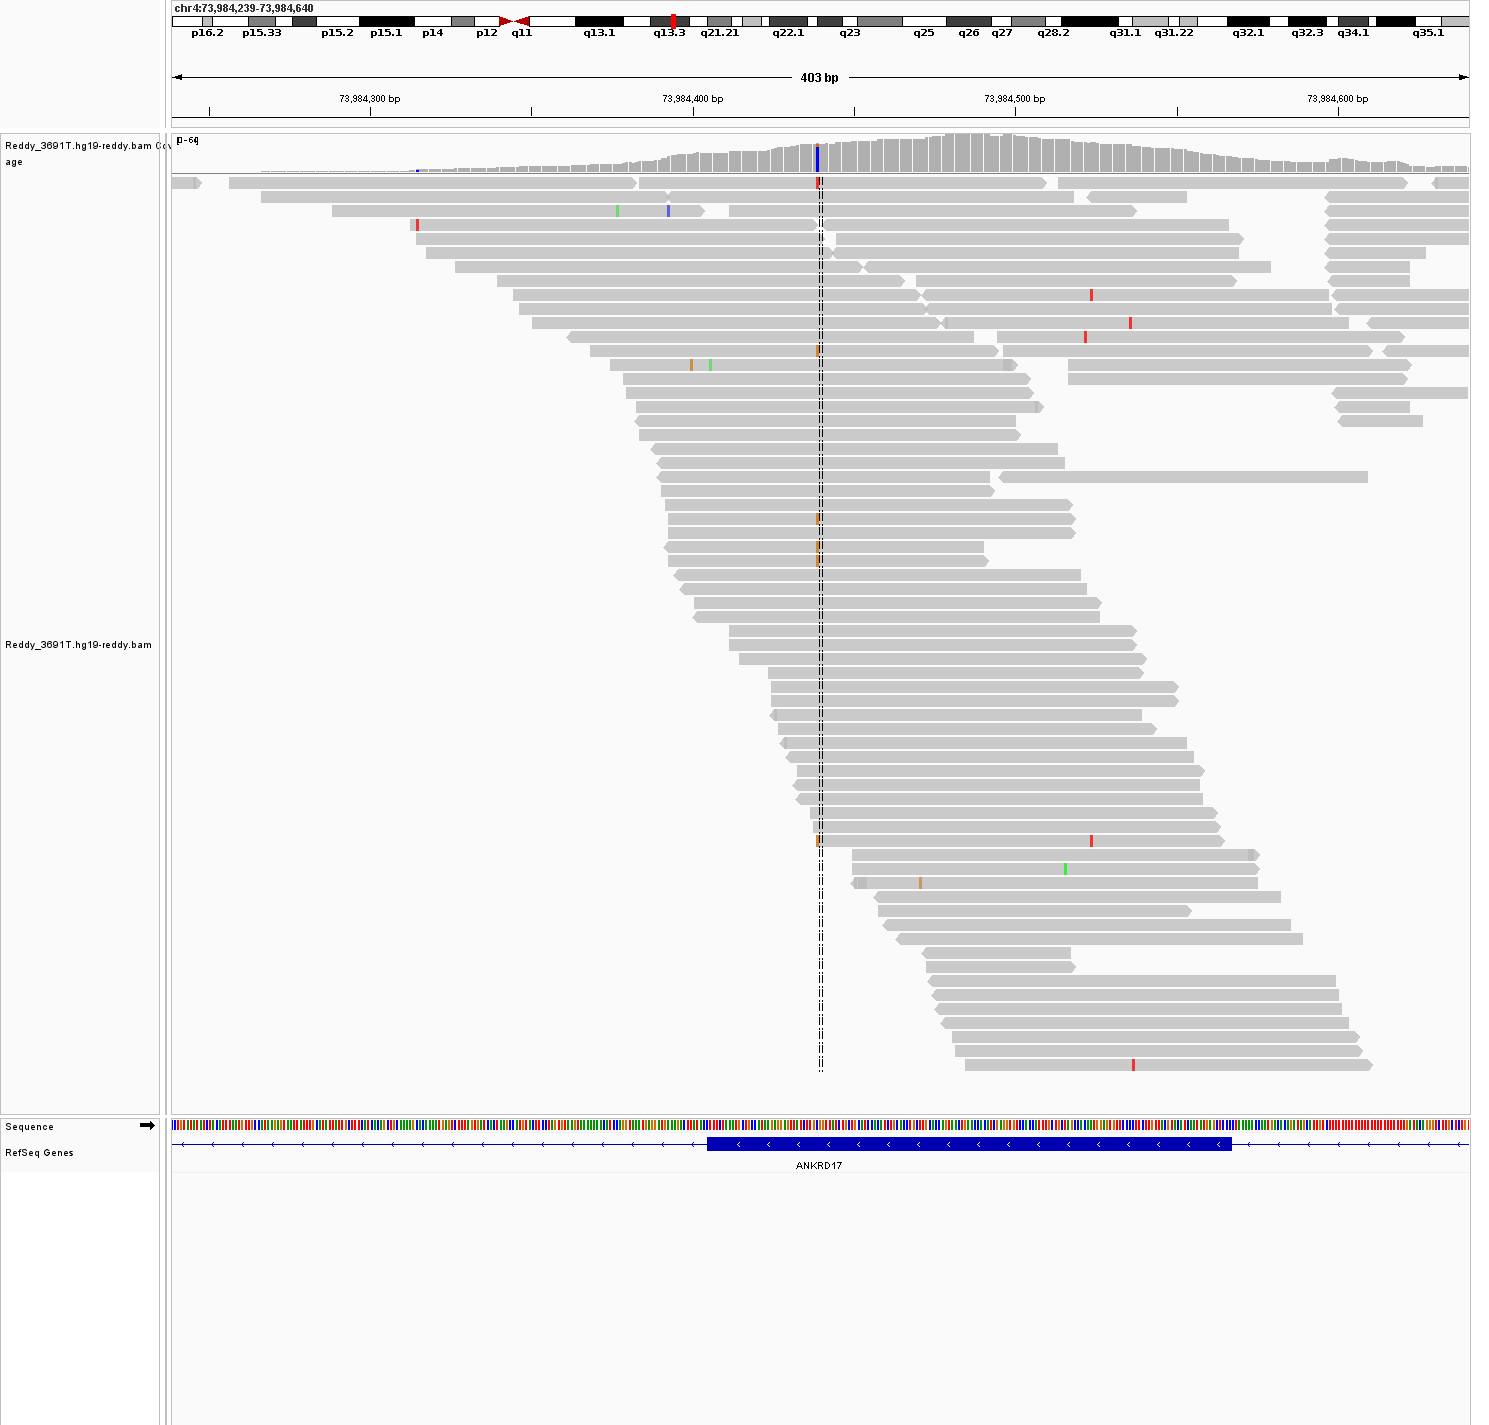 chr4:73,984,239-73,984,640
p16.2 p15.33 p15.2 p15.1 p14 p12 q11 q13.1 q13.3 q21.21 q22.1 q23 q25 q26 q27 q28.2 q31.1 q31.22 q32.1 q32.3 q34.1 q35.1
403 bp
73,984,300 bp 73,984,400 bp 73,984,500 bp 73,984,600 bp
Reddy_3691T.hg19-reddy.bam Cov
age
Reddy_3691T.hg19-reddy.bam
Sequence
RefSeq Genes
ANKRD17